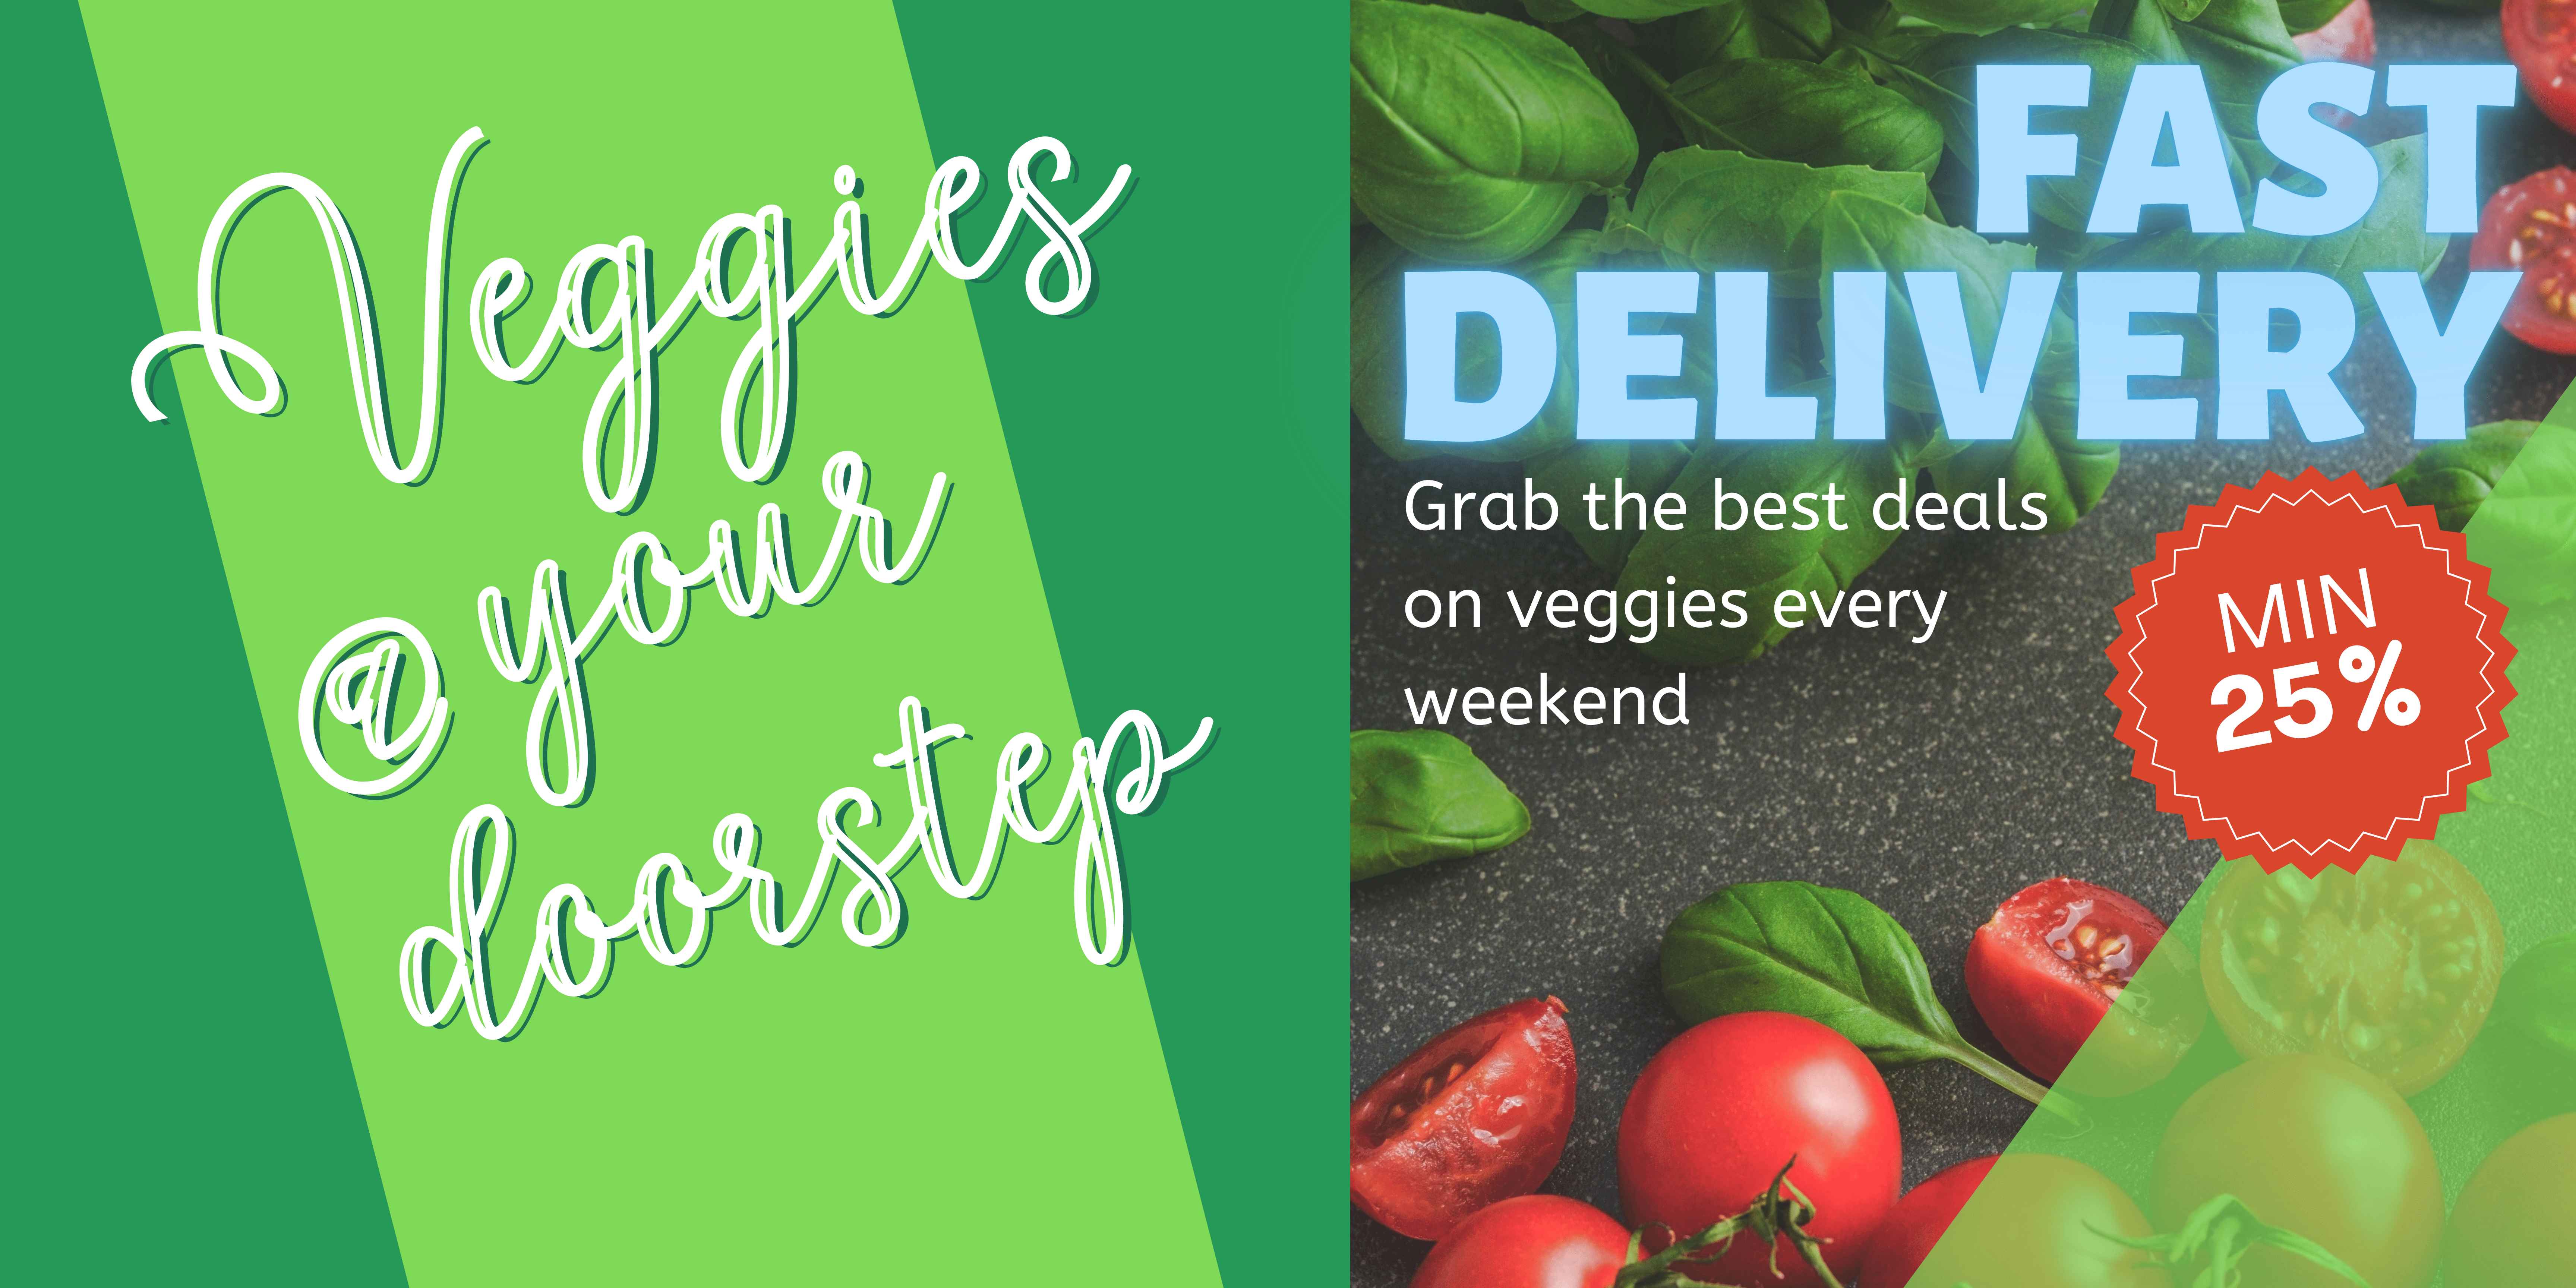 Veggies
@ your
doorstep
FAST
DELIVERY
Grab the best deals
on veggies every
weekend
MIN
25%